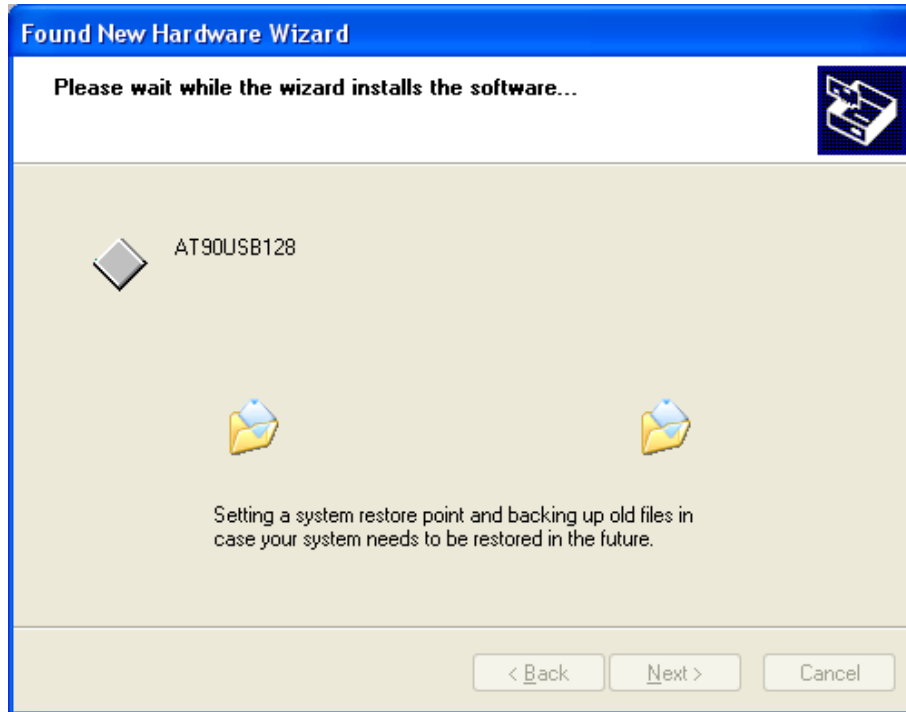 Found New Hardware Wizard
Please wait while the wizard installs the software...
AT90USB128
Setting a system restore point and backing up old files in
case your system needs to be restored in the future.
< Back
Next >
Cancel